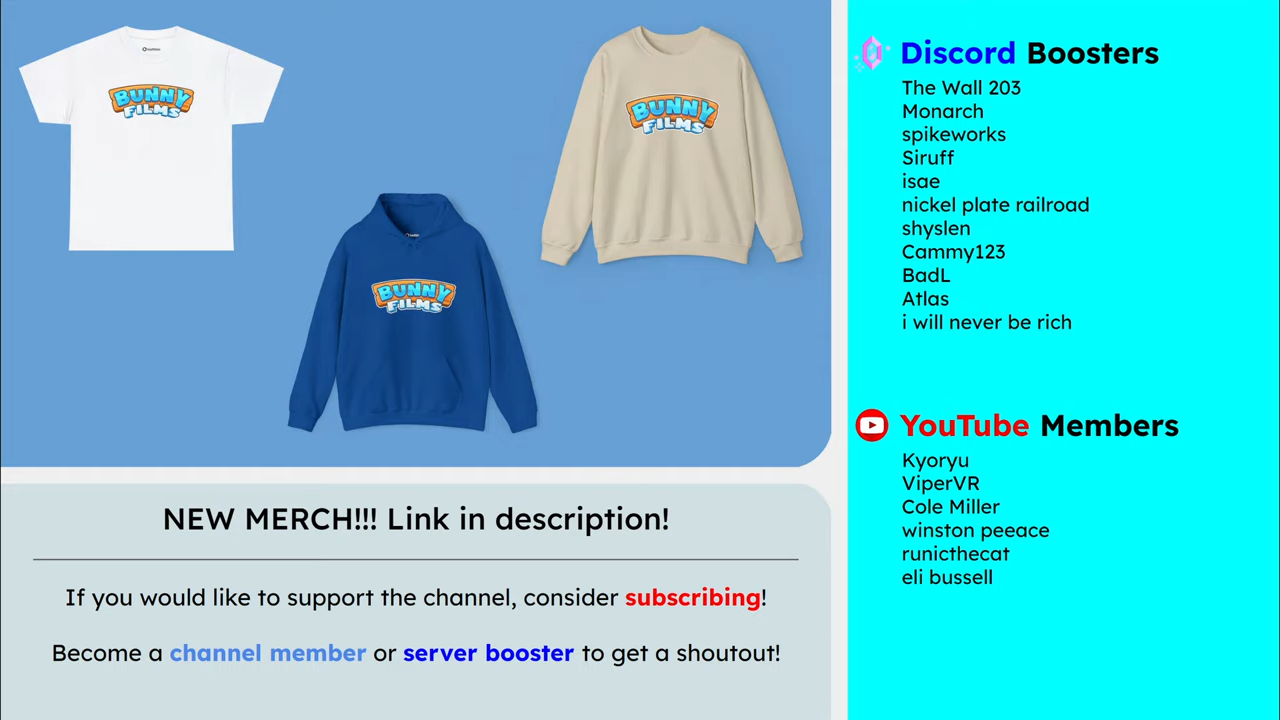 BUNNY
FILMS
BUNNY
FILMS
BUNNY
FILMS
NEW MERCH!!! Link in description!
If you would like to support the channel, consider subscribing!
Become a channel member or server booster to get a shoutout!
Discord Boosters
The Wall 203
Monarch
spikeworks
Siruff
isae
nickel plate railroad
shyslen
Cammy123
BadL
Atlas
i will never be rich
YouTube Members
Kyoryu
ViperVR
Cole Miller
winston peeace
runicthecat
eli bussell